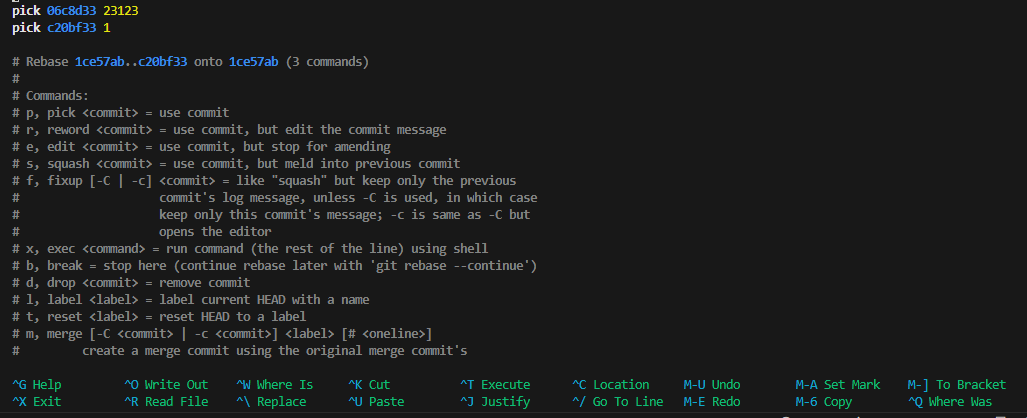 pick 06c8d33 23123
pick c20bf33 1
# Rebase 1ce57ab..c20bf33 onto 1ce57ab (3 commands)
#
# Commands:
# p, pick <commit> = use commit
# r, reword <commit> = use commit, but edit the commit message
# e, edit <commit> = use commit, but stop for amending
# s, squash <commit> = use commit, but meld into previous commit
# f, fixup [-C | -c] <commit> = like "squash" but keep only the previous
#                    commit's log message, unless -C is used, in which case
#                    keep only this commit's message; -c is same as -C but
#                    opens the editor
# x, exec <command> = run command (the rest of the line) using shell
# b, break = stop here (continue rebase later with 'git rebase --continue')
# d, drop <commit> = remove commit
# l, label <label> = label current HEAD with a name
# t, reset <label> = reset HEAD to a label
# m, merge [-C <commit> | -c <commit>] <label> [# <oneline>]
#         create a merge commit using the original merge commit's
^G Help ^O Write Out ^W Where Is ^K Cut ^T Execute ^C Location M-U Undo M-A Set Mark M-] To Bracket
^X Exit ^R Read File ^\ Replace ^U Paste ^J Justify ^/ Go To Line M-E Redo M-6 Copy ^Q Where Was